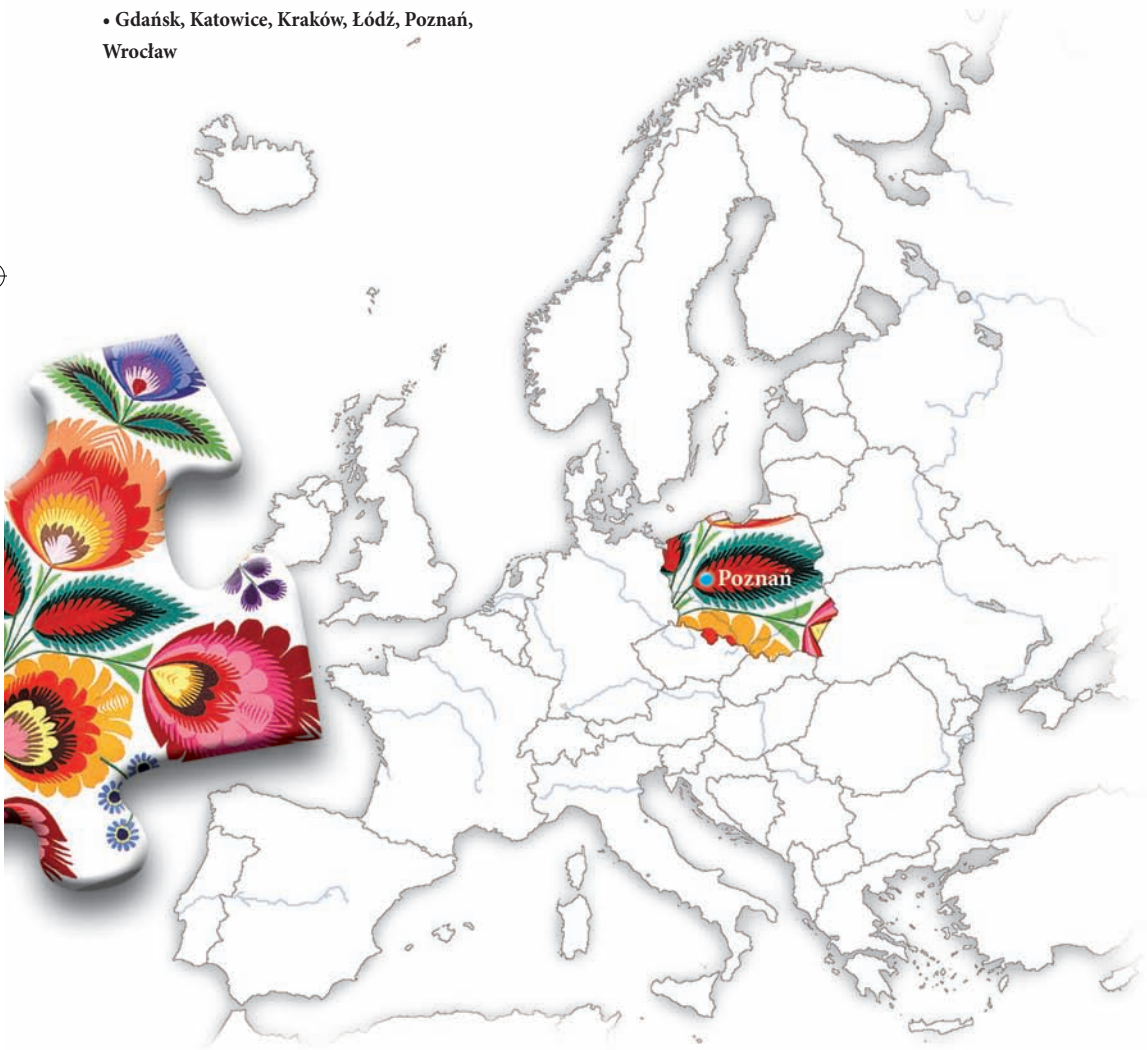 • Gdańsk, Katowice, Kraków, Łódź, Poznań,
Wrocław
Poznań